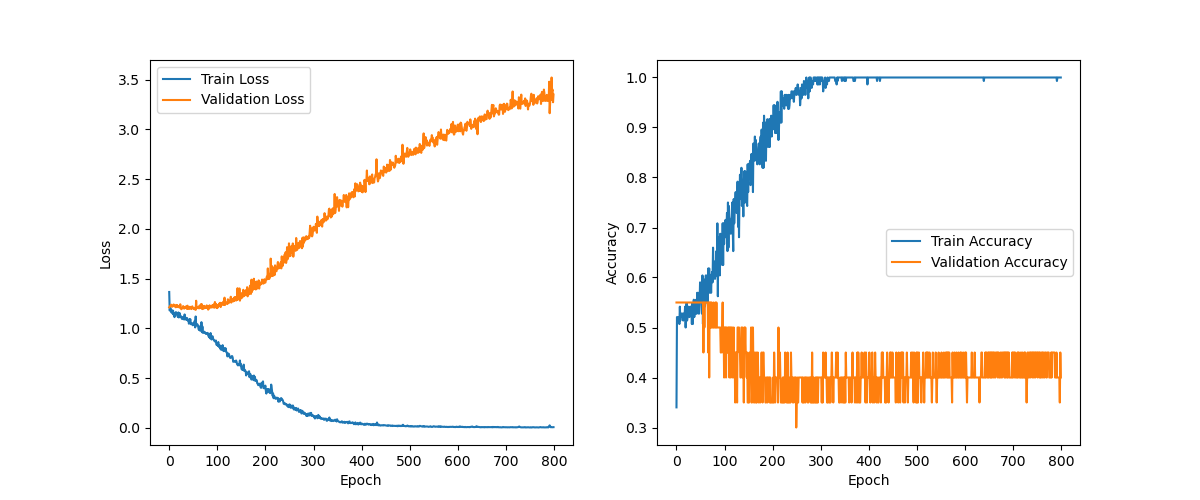 Train Loss
Validation Loss
3.5
3.0
2.5
2.0
1.5
1.0
0.5
0.0
Loss
0 100 200 300 400 500 600 700 800
Epoch
1.0
0.9
0.8
0.7
0.6
0.5
0.4
0.3
Accuracy
Train Accuracy
Validation Accuracy
0 100 200 300 400 500 600 700 800
Epoch